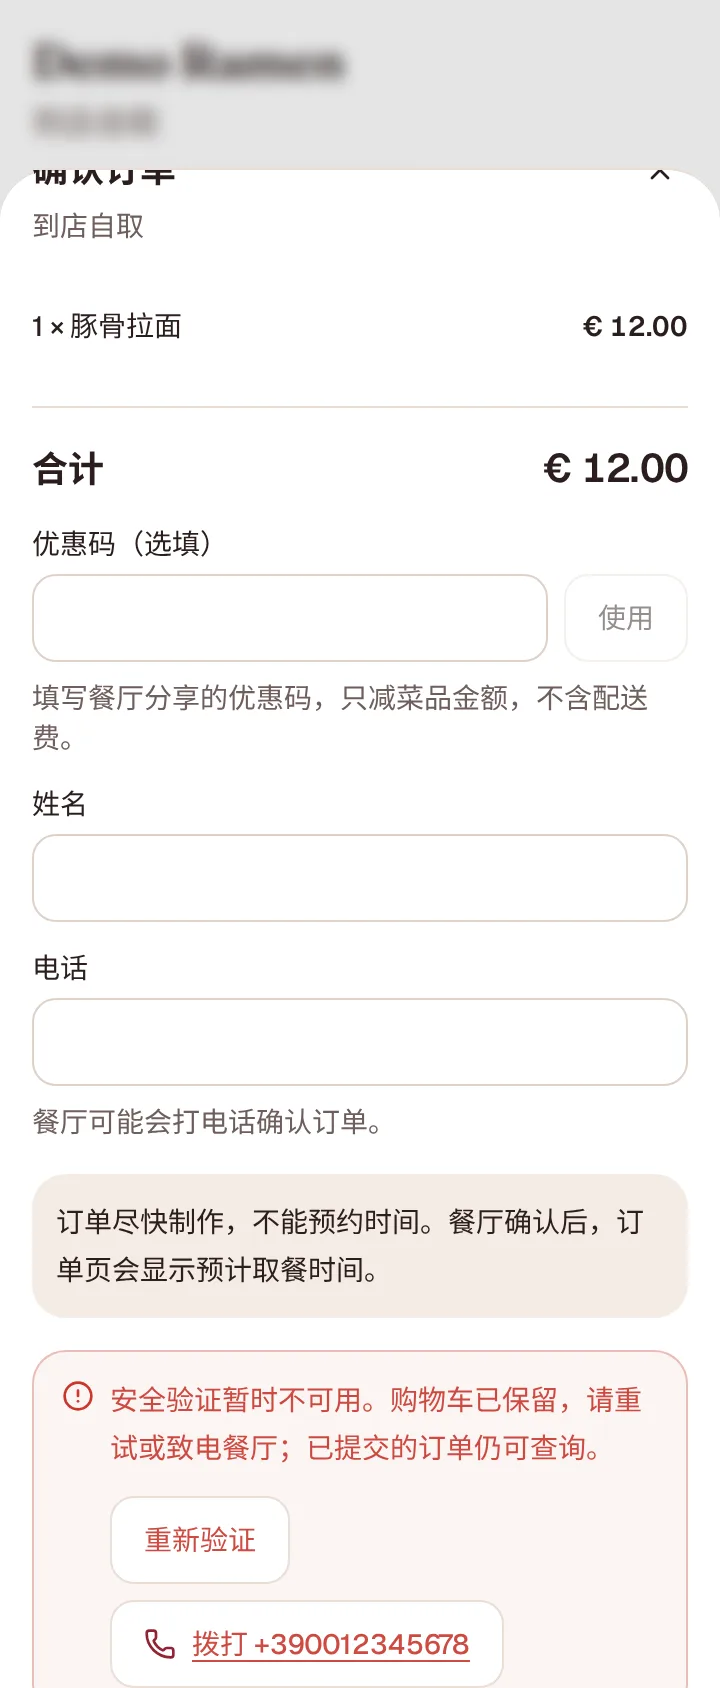 Demo Ramen
确认订单
到店自取
1 × 豚骨拉面
€ 12.00
合计
€ 12.00
优惠码（选填）
使用
填写餐厅分享的优惠码，只减菜品金额，不含配送
费。
姓名
电话
餐厅可能会打电话确认订单。
订单尽快制作，不能预约时间。餐厅确认后，订
单页会显示预计取餐时间。
安全验证暂时不可用。购物车已保留，请重
试或致电餐厅；已提交的订单仍可查询。
重新验证
拨打 +390012345678